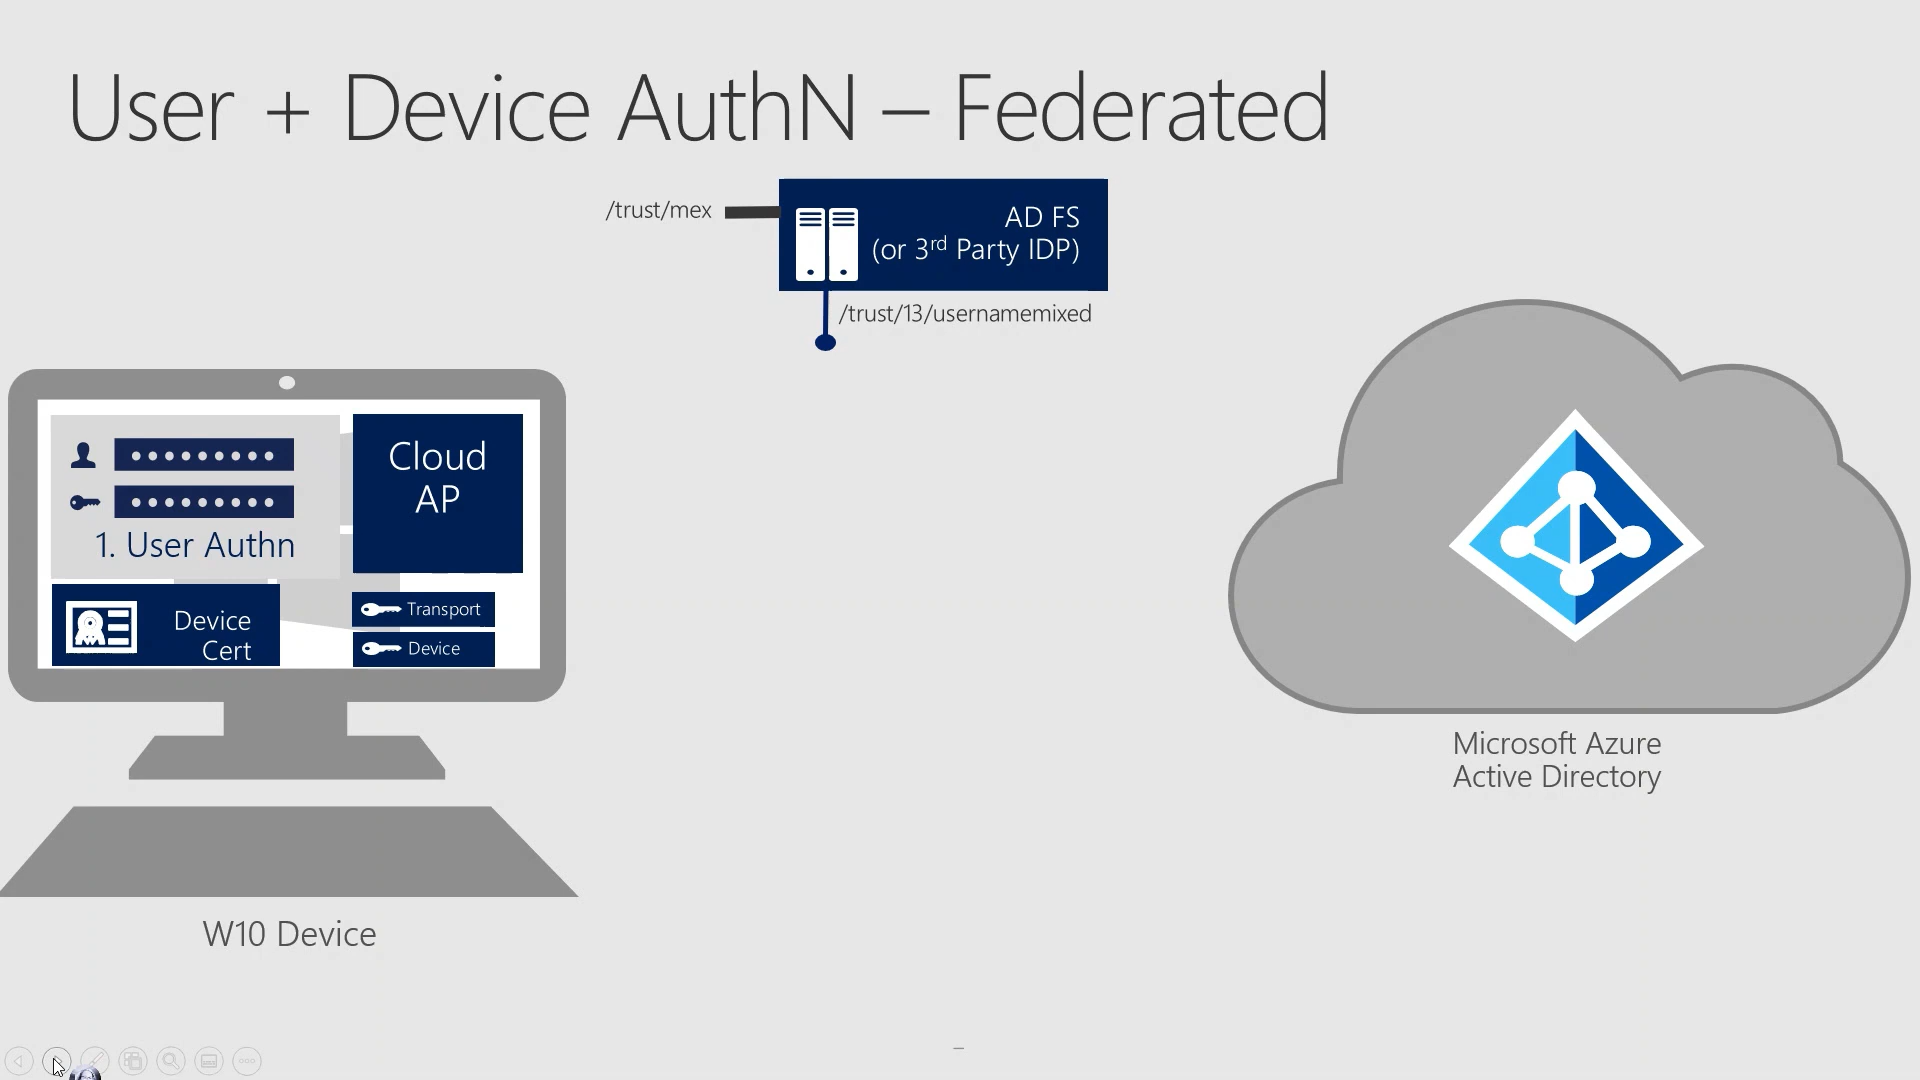 User + Device AuthN – Federated
/trust/mex
AD FS
(or 3rd Party IDP)
/trust/13/usernamemixed
Cloud
AP
1. User Authn
Device
Cert
Transport
Device
Microsoft Azure
Active Directory
W10 Device